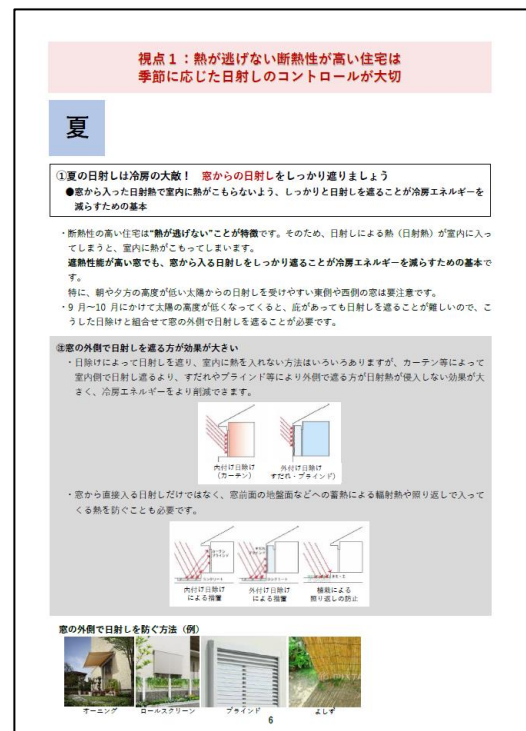 視点１：熱が逃げない断熱性が高い住宅は
季節に応じた日射しのコントロールが大切
夏
①夏の日射しは冷房の大敵！　窓からの日射しをしっかり遮りましょう
●窓から入った日射熱で室内に熱がこもらないよう、しっかりと日射しを遮ることが冷房エネルギーを
減らすための基本
・断熱性の高い住宅は“熱が逃げない”ことが特徴です。そのため、日射しによる熱（日射熱）が室内に入っ
てしまうと、室内に熱がこもってしまいます。
遮熱性能が高い窓でも、窓から入る日射しをしっかり遮ることが冷房エネルギーを減らすための基本で
す。
特に、朝や夕方の高度が低い太陽からの日射しを受けやすい東側や西側の窓は要注意です。
・9 月～10 月にかけて太陽の高度が低くなってくると、庇があっても日射しを遮ることが難しいので、こ
うした日除けと組合せて窓の外側で日射しを遮ることが必要です。
窓の外側で日射しを遮る方が効果が大きい
・日除けによって日射しを遮り、室内に熱を入れない方法はいろいろありますが、カーテン等によって
室内側で日射し遮るより、すだれやブラインド等により外側で遮る方が日射熱が侵入しない効果が大
きく、冷房エネルギーをより削減できます。
内付け日除け
（カーテン）
外付け日除け
すだれ・ブラインド）
・窓から直接入る日射しだけではなく、窓前面の地盤面などへの蓄熱による輻射熱や照り返しで入って
くる熱を防ぐことも必要です。
内付け日除け
による措置
外付け日除け
による措置
植栽による
照り返しの防止
窓の外側で日射しを防ぐ方法（例）
オーニング
ロールスクリーン
ブラインド
よしず
6